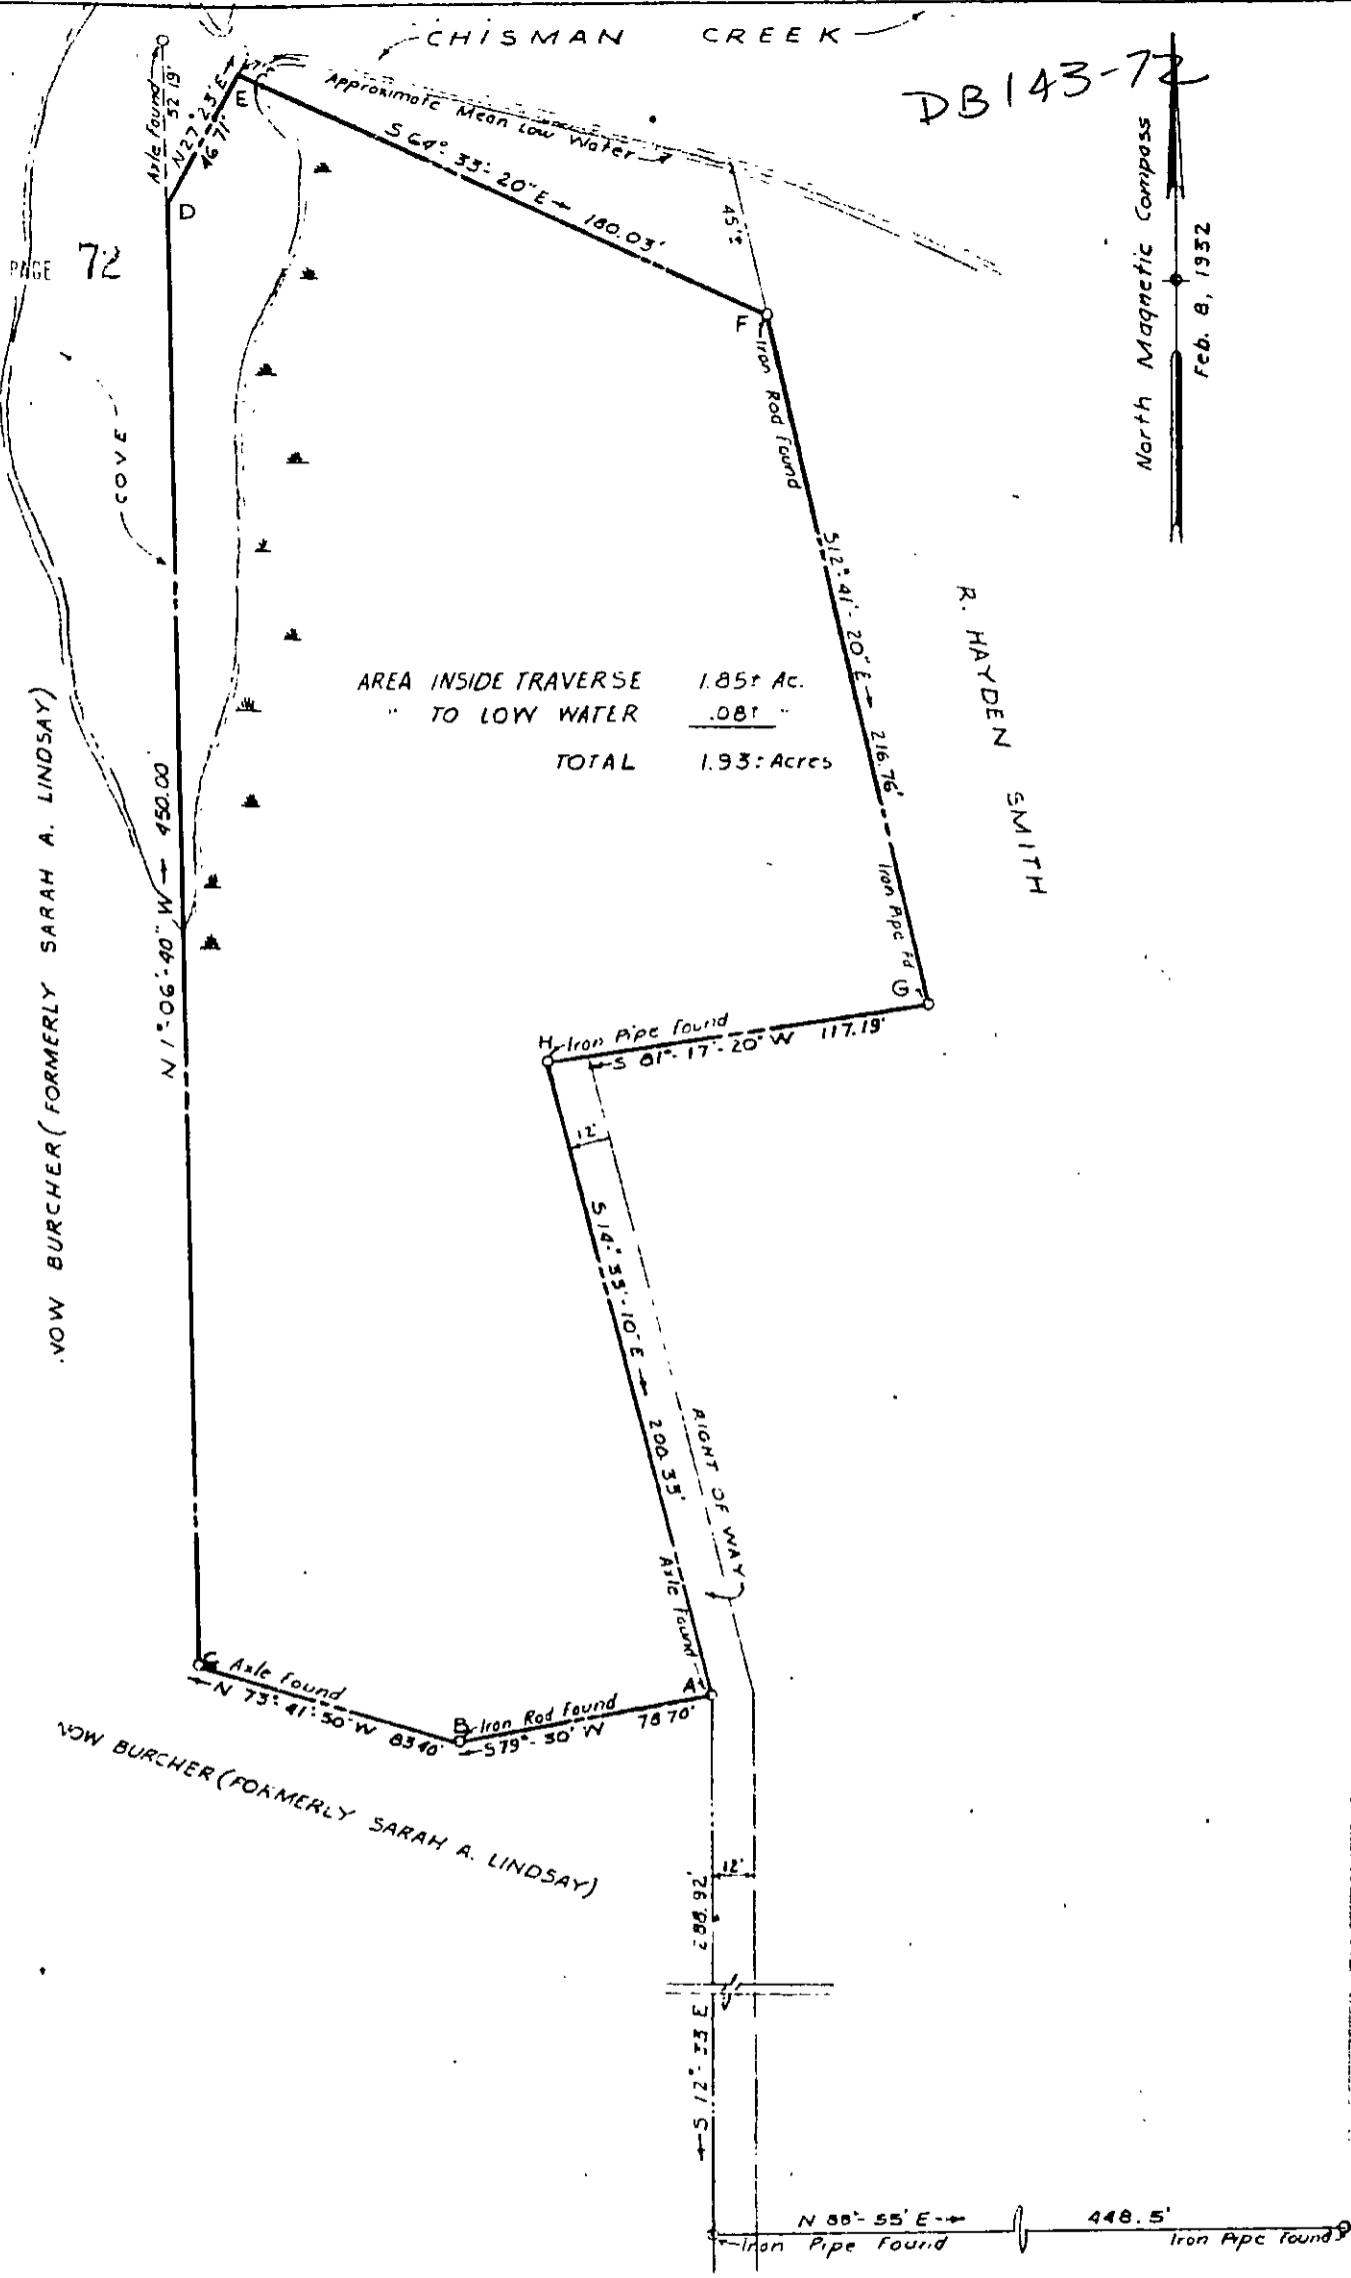 CHISMAN CREEK
DB 143-72
PAGE 72
North Magnetic Compass
Feb. 8, 1932
Axle Found
52.19'
N 27°-23' E
46.71'
E
D
Approximate Mean Low Water
S 64°-33'-20" E 180.03'
45'±
F
Iron Rod Found
COVE
S 12°-41'-20" E 216.76'
Iron Pipe Fd
G
R. HAYDEN SMITH
AREA INSIDE TRAVERSE 1.85± Ac.
" TO LOW WATER .08± "
TOTAL 1.93± Acres
NOW BURCHER (FORMERLY SARAH A. LINDSAY)
N 1°-06'-40" W 450.00
H Iron Pipe Found
S 81°-17'-20" W 117.19'
12'
S 14°-33'-10" E 200.33'
RIGHT OF WAY
Axle Found
A
C Axle Found
N 73°-41'-50" W 83.40'
B Iron Rod Found
S 79°-30' W 78.70'
NOW BURCHER (FORMERLY SARAH A. LINDSAY)
12'
S 12°-33' E 288.92'
N 88°-55' E 448.5'
Iron Pipe Found Iron Pipe Found